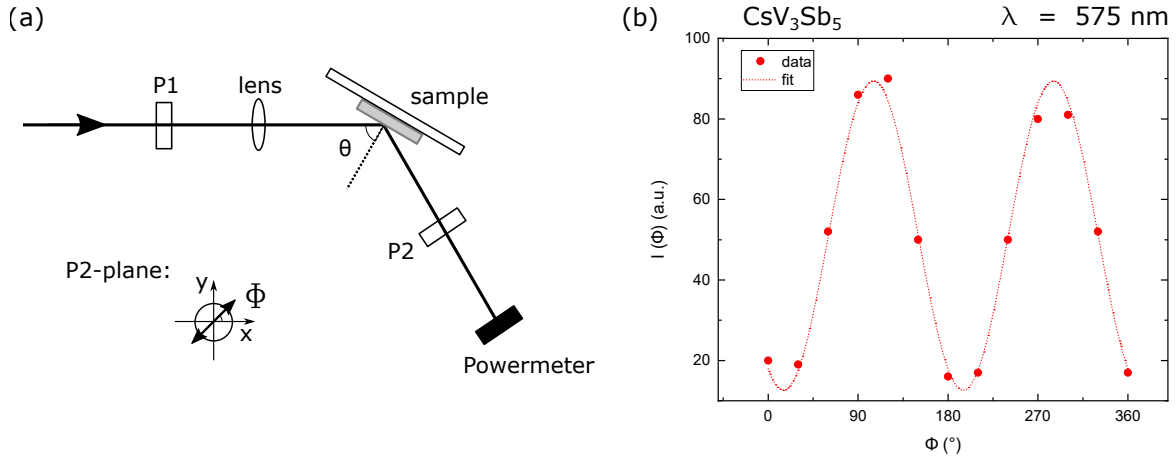 (a)
P1
lens
sample
θ
P2
P2-plane:
y
Φ
x
Powermeter
(b)
CsV₃Sb₅
λ = 575 nm
100
80
60
40
20
I (Φ) (a.u.)
data
fit
0
90
180
270
360
Φ (°)